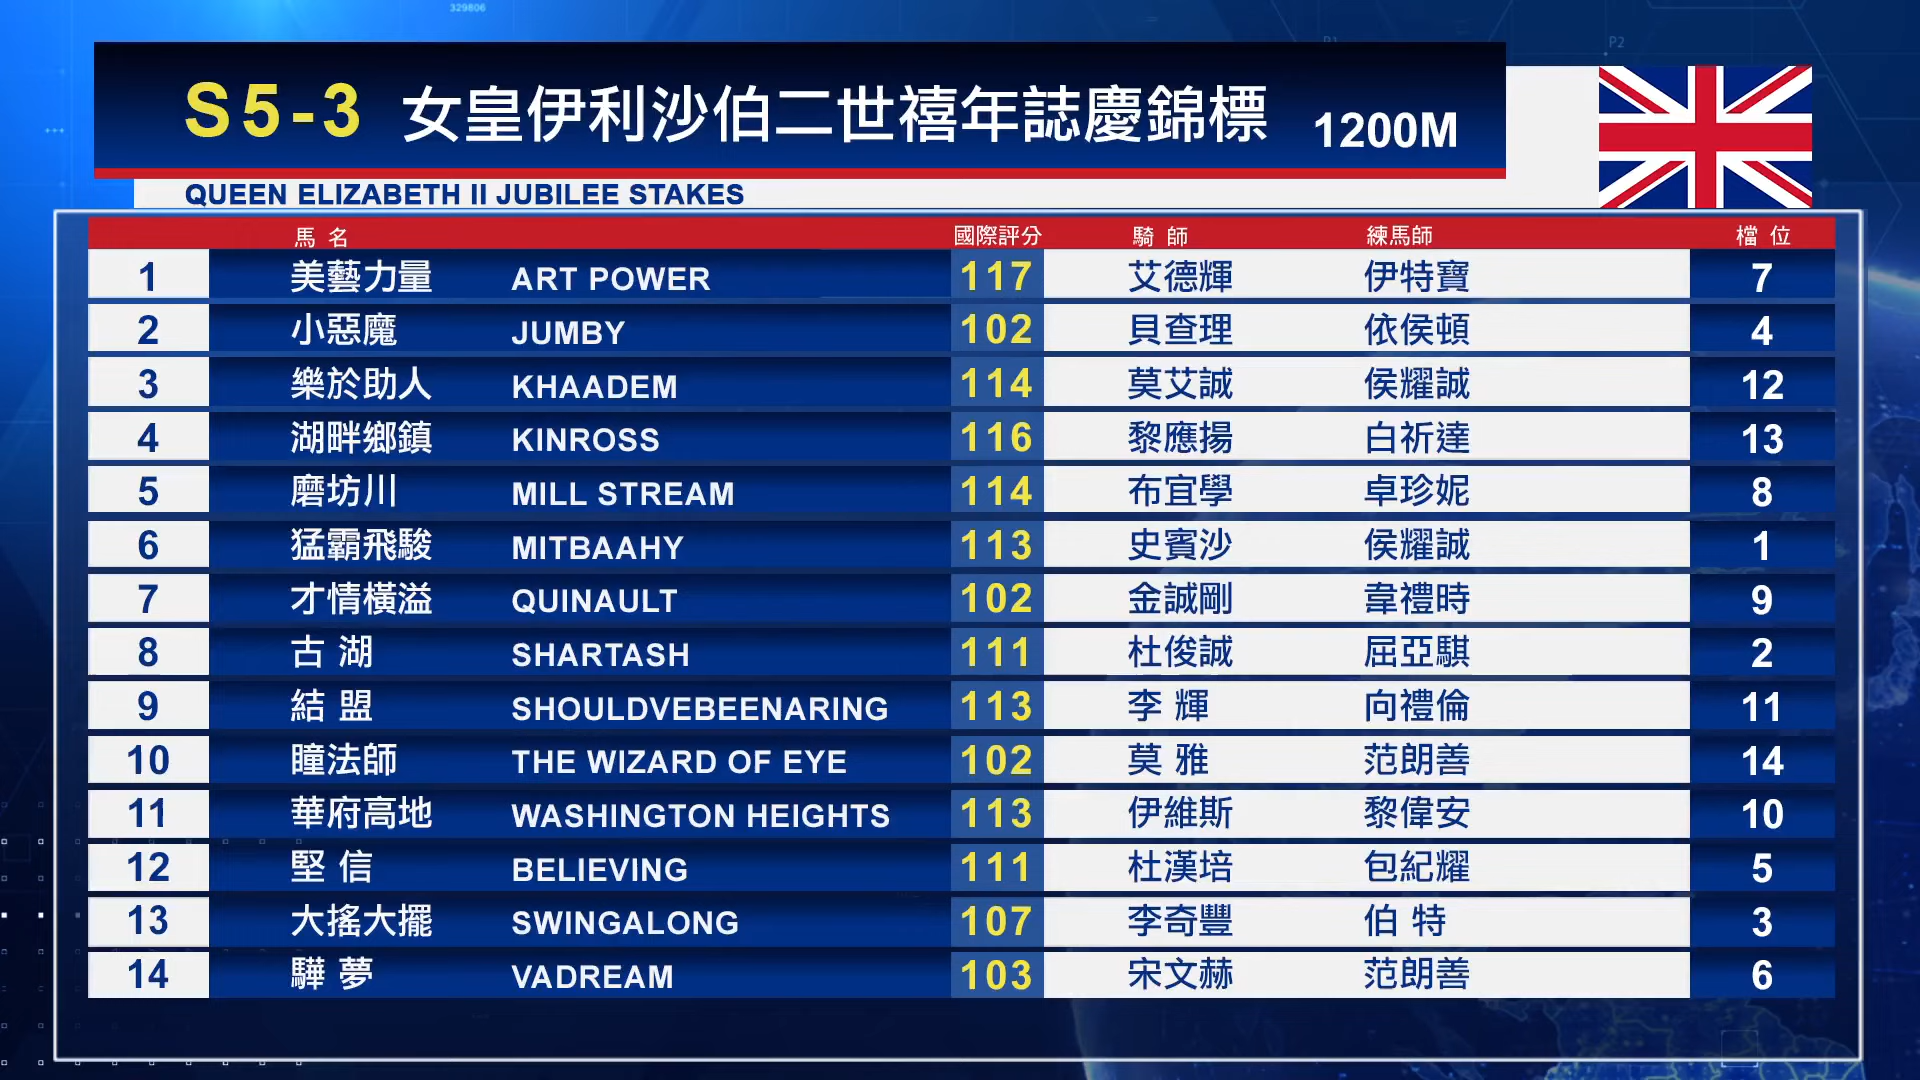 329806
P1
P2
S5-3 女皇伊利沙伯二世禧年誌慶錦標 1200M
QUEEN ELIZABETH II JUBILEE STAKES
馬名 國際評分 騎師 練馬師 檔位
1 美藝力量 ART POWER 117 艾德輝 伊特寶 7
2 小惡魔 JUMBY 102 貝查理 依侯頓 4
3 樂於助人 KHAADEM 114 莫艾誠 侯耀誠 12
4 湖畔鄉鎮 KINROSS 116 黎應揚 白祈達 13
5 磨坊川 MILL STREAM 114 布宜學 卓珍妮 8
6 猛霸飛駿 MITBAAHY 113 史賓沙 侯耀誠 1
7 才情橫溢 QUINAULT 102 金誠剛 韋禮時 9
8 古湖 SHARTASH 111 杜俊誠 屈亞騏 2
9 結盟 SHOULDVEBEENARING 113 李輝 向禮倫 11
10 瞳法師 THE WIZARD OF EYE 102 莫雅 范朗善 14
11 華府高地 WASHINGTON HEIGHTS 113 伊維斯 黎偉安 10
12 堅信 BELIEVING 111 杜漢培 包紀耀 5
13 大搖大擺 SWINGALONG 107 李奇豐 伯特 3
14 驊夢 VADREAM 103 宋文赫 范朗善 6